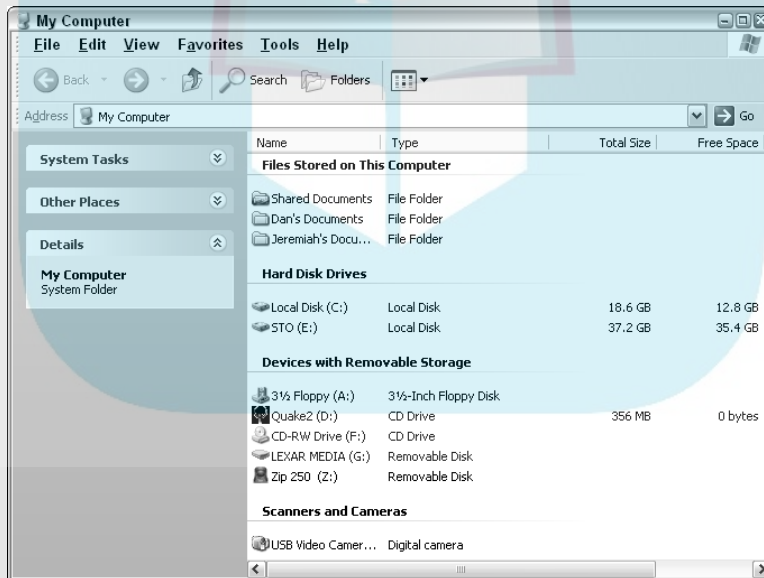 My Computer
File Edit View Favorites Tools Help
Back Search Folders
Address My Computer Go
System Tasks
Other Places
Details
My Computer
System Folder
Name Type Total Size Free Space
Files Stored on This Computer
Shared Documents File Folder
Dan's Documents File Folder
Jeremiah's Docu... File Folder
Hard Disk Drives
Local Disk (C:) Local Disk 18.6 GB 12.8 GB
STO (E:) Local Disk 37.2 GB 35.4 GB
Devices with Removable Storage
3½ Floppy (A:) 3½-Inch Floppy Disk
Quake2 (D:) CD Drive 356 MB 0 bytes
CD-RW Drive (F:) CD Drive
LEXAR MEDIA (G:) Removable Disk
Zip 250 (Z:) Removable Disk
Scanners and Cameras
USB Video Camer... Digital camera